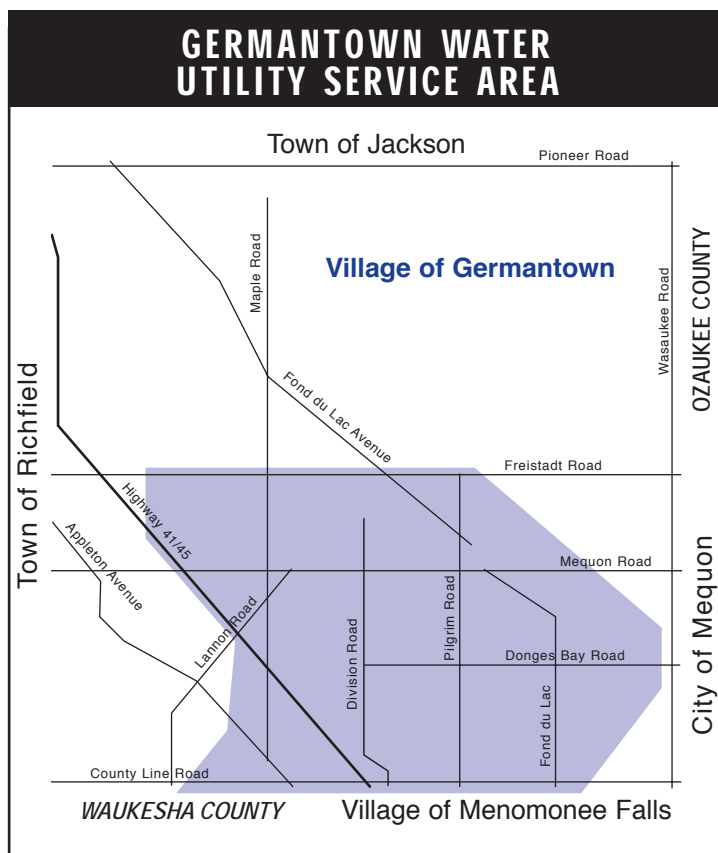 GERMANTOWN WATER
UTILITY SERVICE AREA
Town of Jackson
Pioneer Road
Village of Germantown
Maple Road
Wasaukee Road
OZAUKEE COUNTY
Town of Richfield
Fond du Lac Avenue
Freistadt Road
Highway 41/45
Appleton Avenue
Mequon Road
Lannon Road
Division Road
Pilgrim Road
Donges Bay Road
Fond du Lac
City of Mequon
County Line Road
WAUKESHA COUNTY
Village of Menomonee Falls